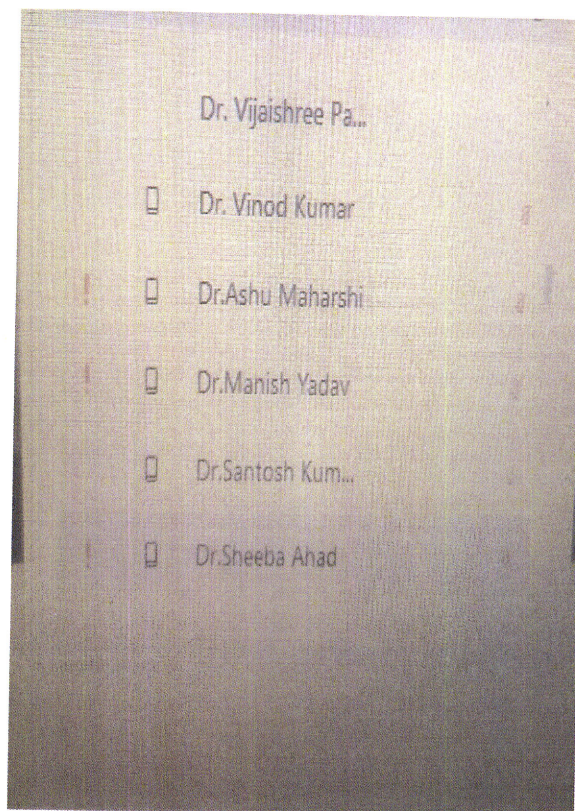 Dr. Vijaishree Pa...
Dr. Vinod Kumar
Dr.Ashu Maharshi
Dr.Manish Yadav
Dr.Santosh Kum...
Dr.Sheeba Ahad